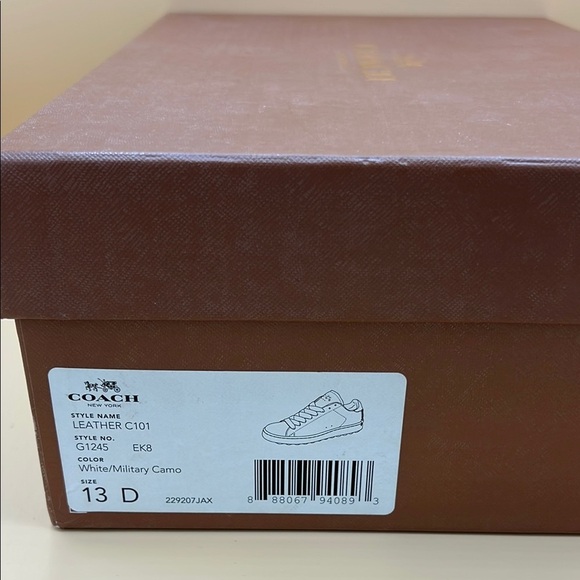 COACH
NEW YORK
STYLE NAME
LEATHER C101
STYLE NO.
G1245 EK8
COLOR
White/Military Camo
SIZE
13 D
229207JAX
8 88067 94089 3